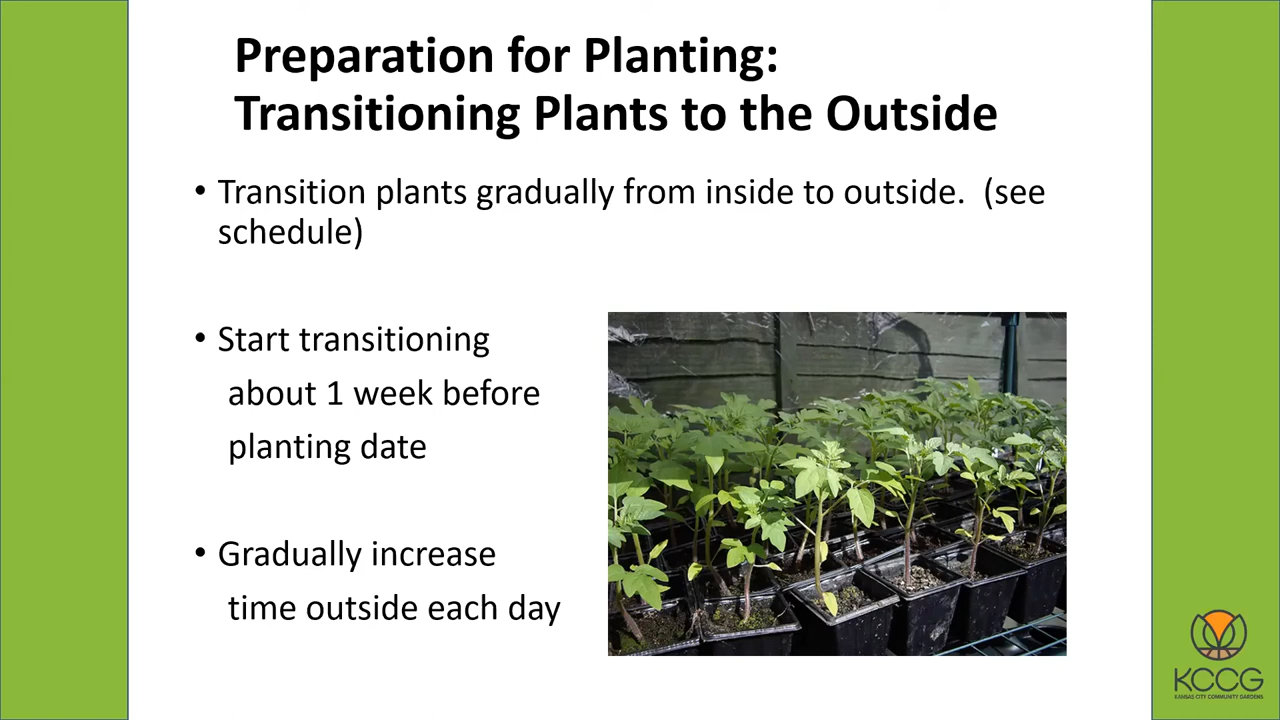 Preparation for Planting:
Transitioning Plants to the Outside
• Transition plants gradually from inside to outside.  (see
schedule)
• Start transitioning
about 1 week before
planting date
• Gradually increase
time outside each day
KCCG
KANSAS CITY COMMUNITY GARDENS